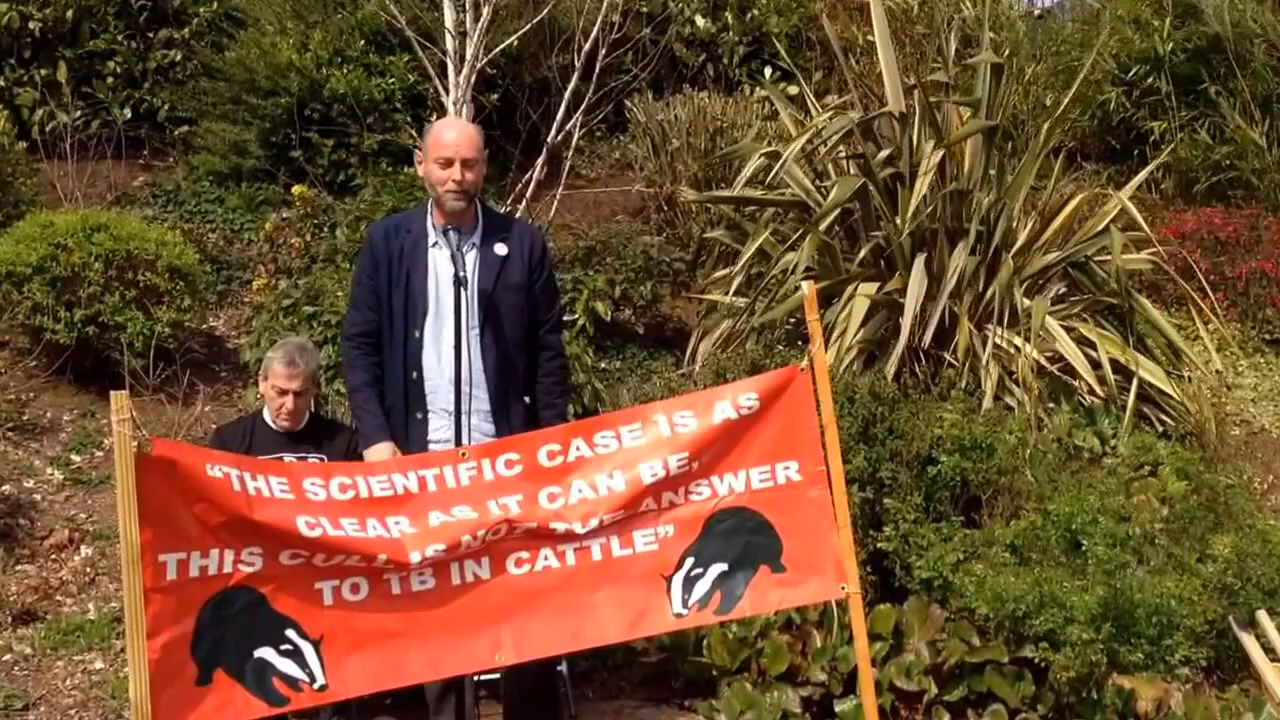 "THE SCIENTIFIC CASE IS AS
CLEAR AS IT CAN BE,
THIS CULL IS NOT THE ANSWER
TO TB IN CATTLE"